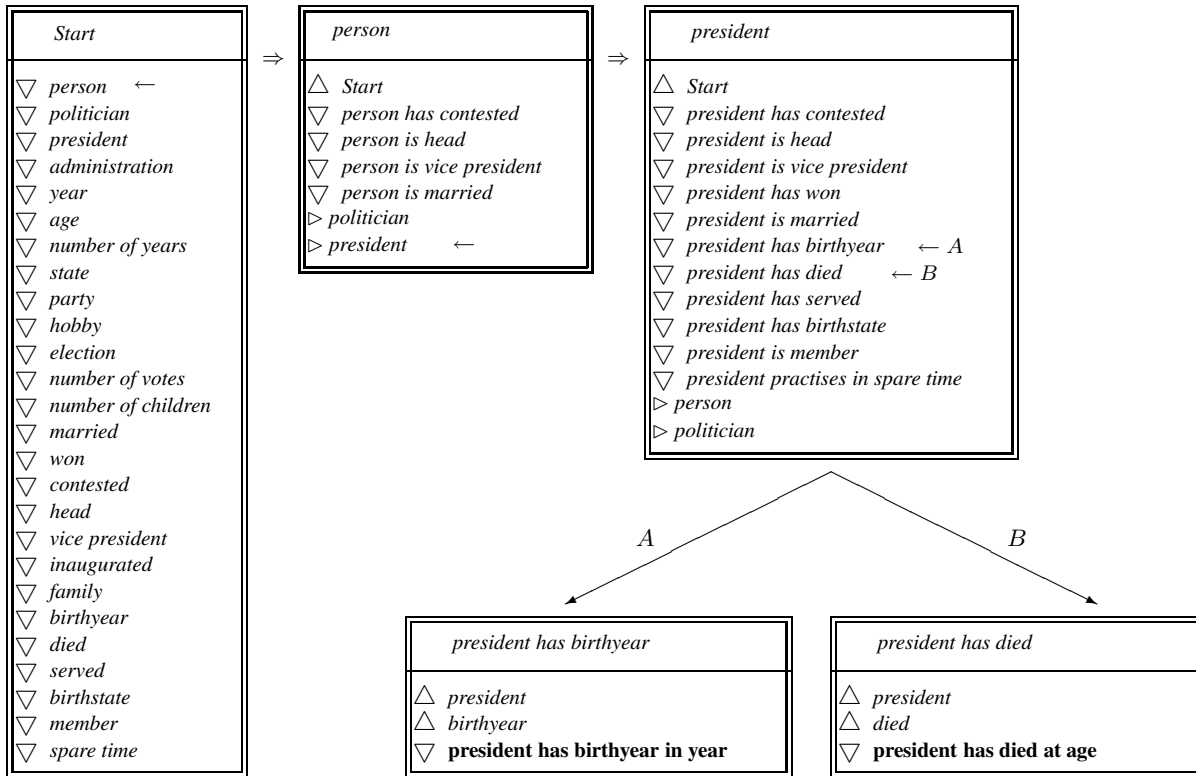 Start
▽ person ←
▽ politician
▽ president
▽ administration
▽ year
▽ age
▽ number of years
▽ state
▽ party
▽ hobby
▽ election
▽ number of votes
▽ number of children
▽ married
▽ won
▽ contested
▽ head
▽ vice president
▽ inaugurated
▽ family
▽ birthyear
▽ died
▽ served
▽ birthstate
▽ member
▽ spare time
⇒
person
△ Start
▽ person has contested
▽ person is head
▽ person is vice president
▽ person is married
▷ politician
▷ president ←
⇒
president
△ Start
▽ president has contested
▽ president is head
▽ president is vice president
▽ president has won
▽ president is married
▽ president has birthyear ← A
▽ president has died ← B
▽ president has served
▽ president has birthstate
▽ president is member
▽ president practises in spare time
▷ person
▷ politician
A
B
president has birthyear
△ president
△ birthyear
▽ president has birthyear in year
president has died
△ president
△ died
▽ president has died at age